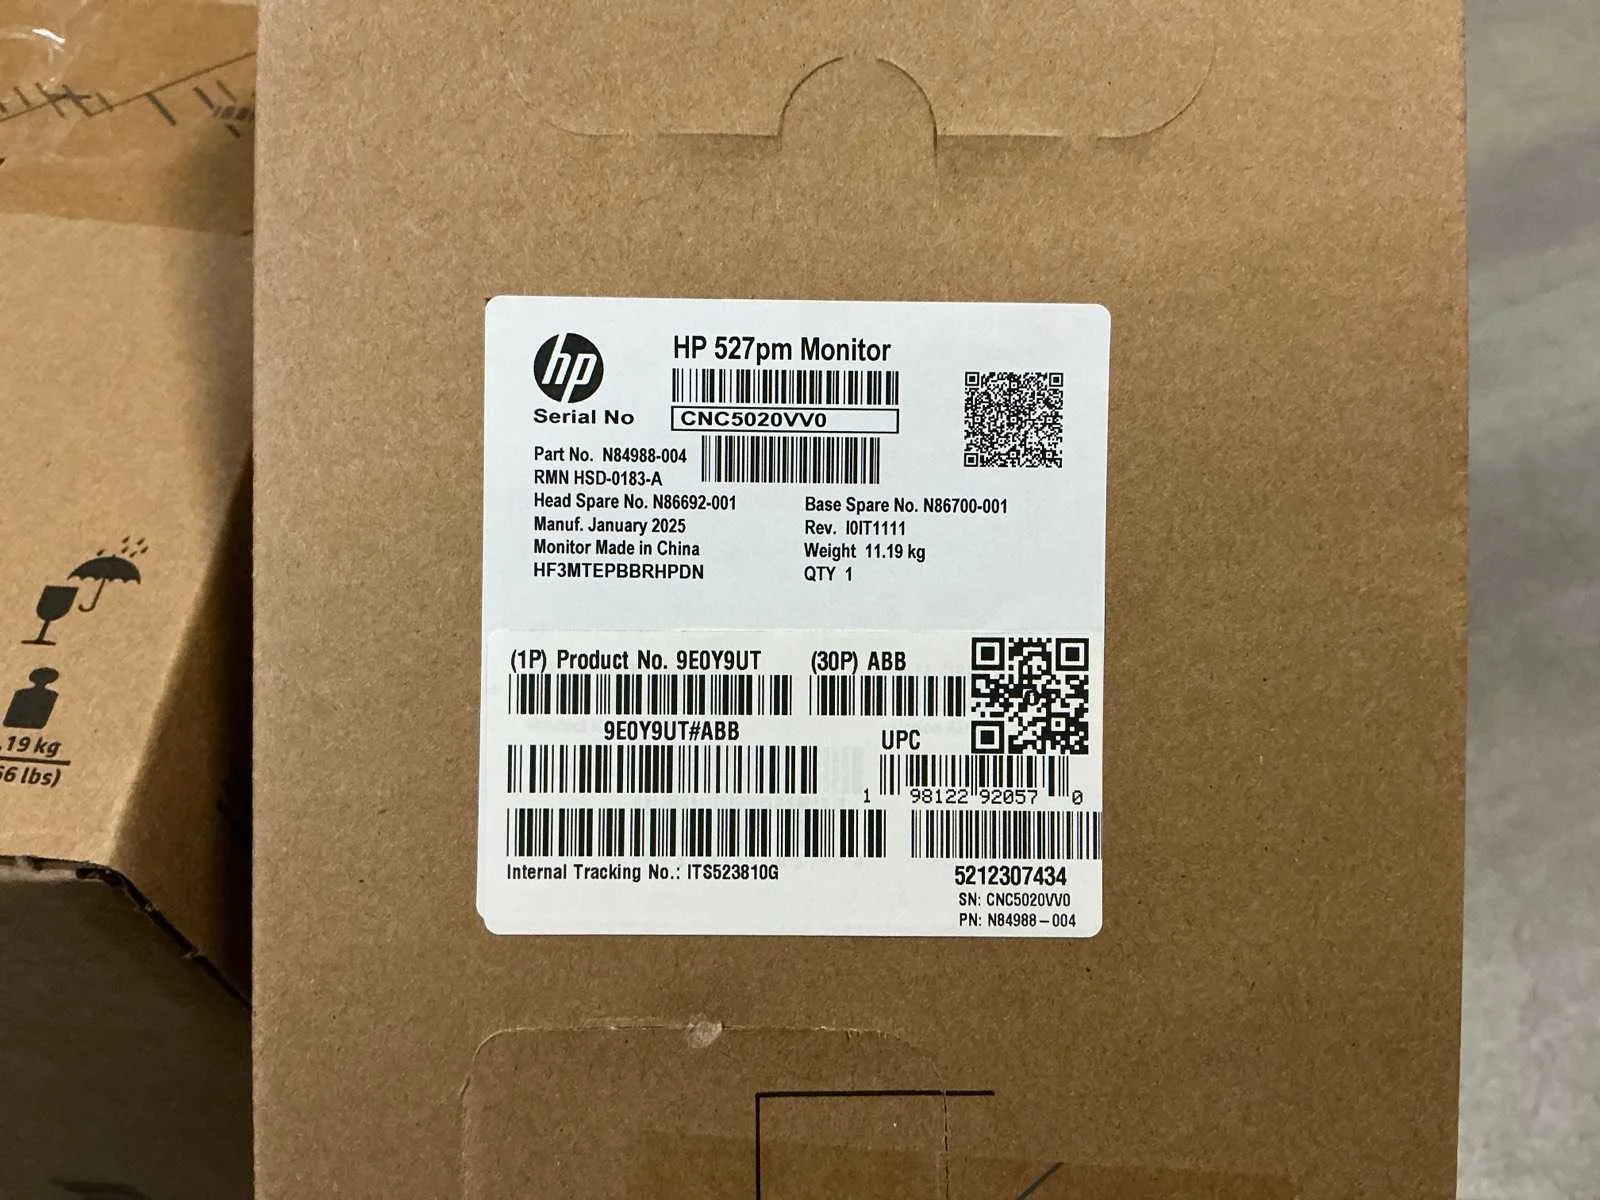 hp
HP 527pm Monitor
Serial No
CNC5020VV0
Part No. N84988-004
RMN HSD-0183-A
Head Spare No. N86692-001
Base Spare No. N86700-001
Manuf. January 2025
Rev. I0IT1111
Monitor Made in China
Weight 11.19 kg
HF3MTEPBBRHPDN
QTY 1
(1P) Product No. 9E0Y9UT
(30P) ABB
9E0Y9UT#ABB
UPC
1 98122 92057 0
Internal Tracking No.: ITS523810G
5212307434
SN: CNC5020VV0
PN: N84988-004
.19 kg
66 lbs)